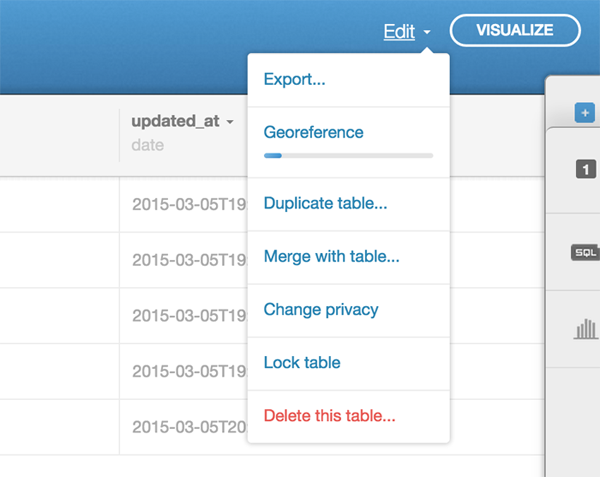 Edit
VISUALIZE
Export...
updated_at
date
Georeference
1
2015-03-05T19
Duplicate table...
SQL
2015-03-05T19
Merge with table...
2015-03-05T19
Change privacy
2015-03-05T19
Lock table
2015-03-05T20
Delete this table...